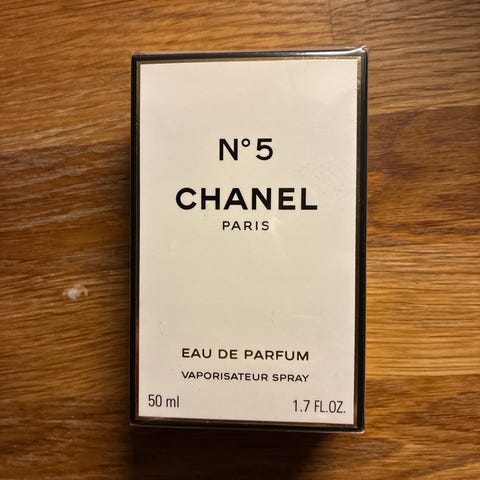 N°5
CHANEL
PARIS
EAU DE PARFUM
VAPORISATEUR SPRAY
50 ml 1.7 FL.OZ.